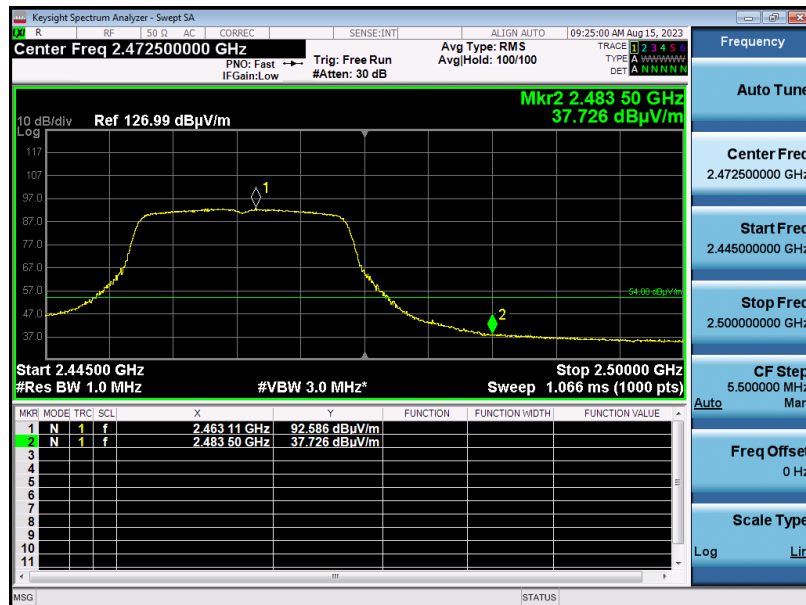 Keysight Spectrum Analyzer - Swept SA
R RF 50 Ω AC CORREC SENSE:INT ALIGN AUTO 09:25:00 AM Aug 15, 2023
Center Freq 2.472500000 GHz
PNO: Fast
IFGain:Low
Trig: Free Run
#Atten: 30 dB
Avg Type: RMS
Avg|Hold: 100/100
TRACE 1 2 3 4 5 6
TYPE A WWWWW
DET A N N N N N
Mkr2 2.483 50 GHz
37.726 dBµV/m
10 dB/div Ref 126.99 dBµV/m
Log
117
107
97.0
87.0
77.0
67.0
57.0
47.0
37.0
1
2
54.00 dBµV/m
Start 2.44500 GHz Stop 2.50000 GHz
#Res BW 1.0 MHz #VBW 3.0 MHz* Sweep 1.066 ms (1000 pts)
MKR MODE TRC SCL X Y FUNCTION FUNCTION WIDTH FUNCTION VALUE
1 N 1 f 2.463 11 GHz 92.586 dBµV/m
2 N 1 f 2.483 50 GHz 37.726 dBµV/m
3
4
5
6
7
8
9
10
11
MSG STATUS
Frequency
Auto Tune
Center Freq
2.472500000 GHz
Start Freq
2.445000000 GHz
Stop Freq
2.500000000 GHz
CF Step
5.500000 MHz
Auto Man
Freq Offset
0 Hz
Scale Type
Log Lin